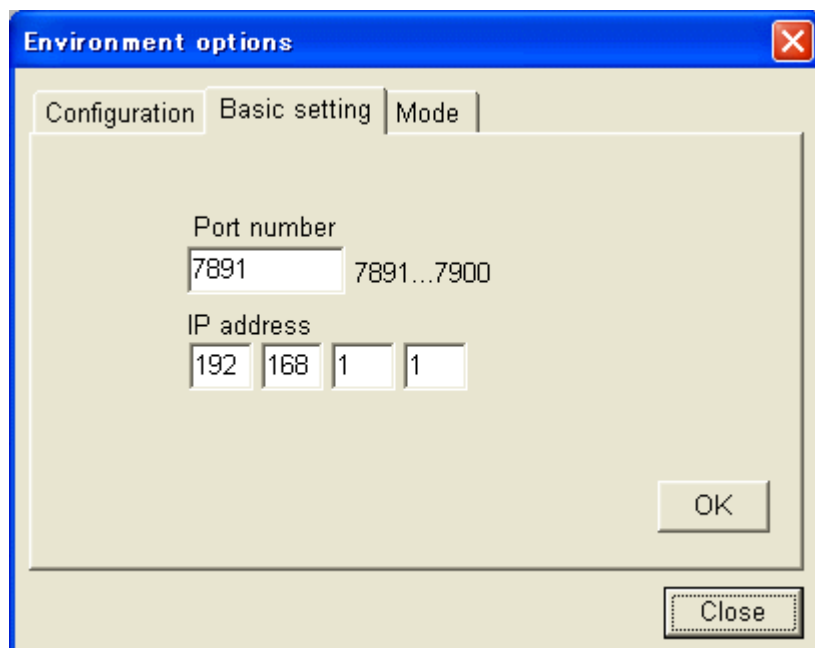 Environment options
Configuration Basic setting Mode
Port number
7891 7891...7900
IP address
192 168 1 1
OK
Close